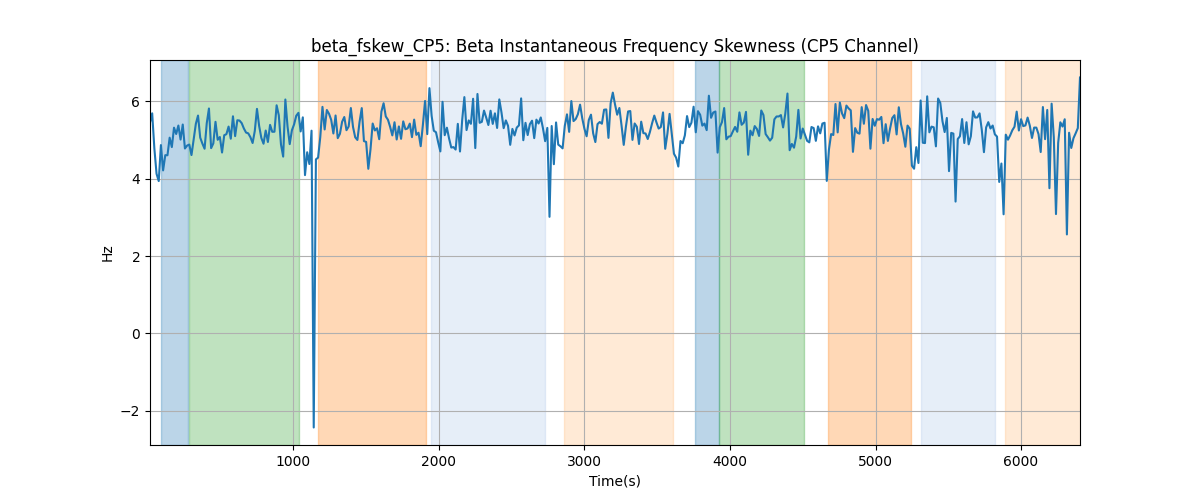 beta_fskew_CP5: Beta Instantaneous Frequency Skewness (CP5 Channel)
6
4
2
0
−2
Hz
1000 2000 3000 4000 5000 6000
Time(s)